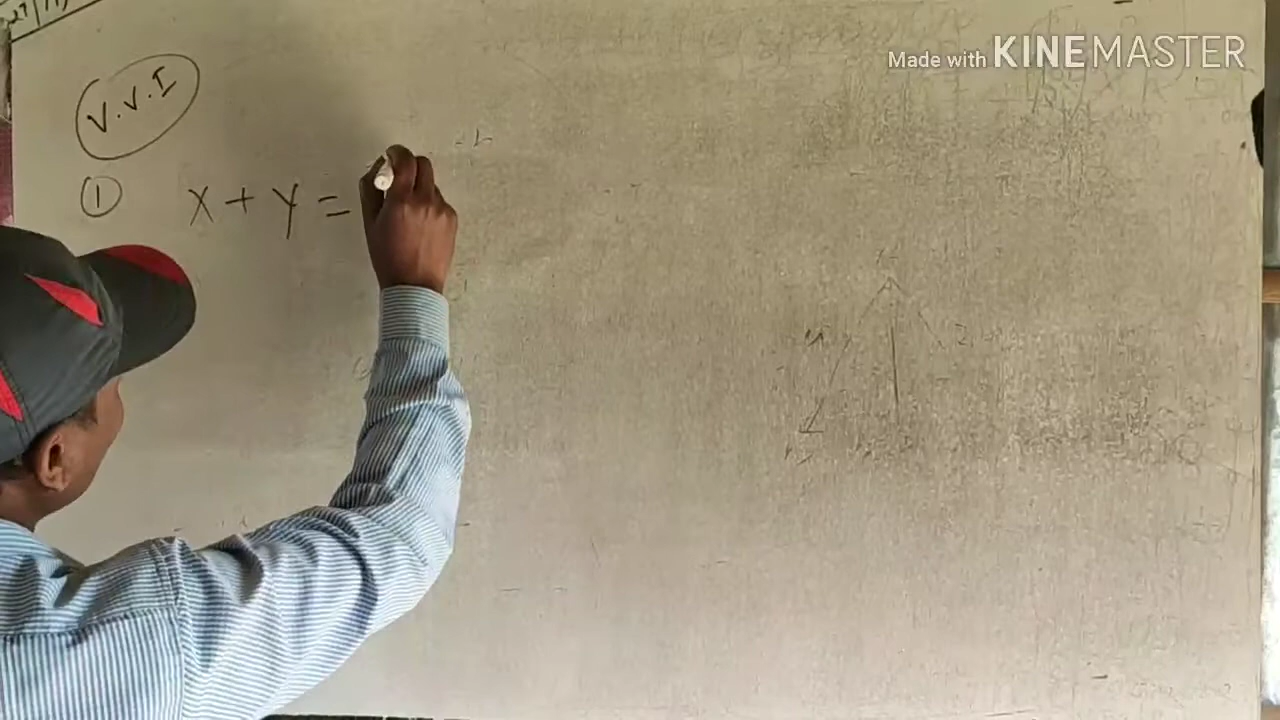 Made with KINEMASTER
V.V.I
① X + Y =